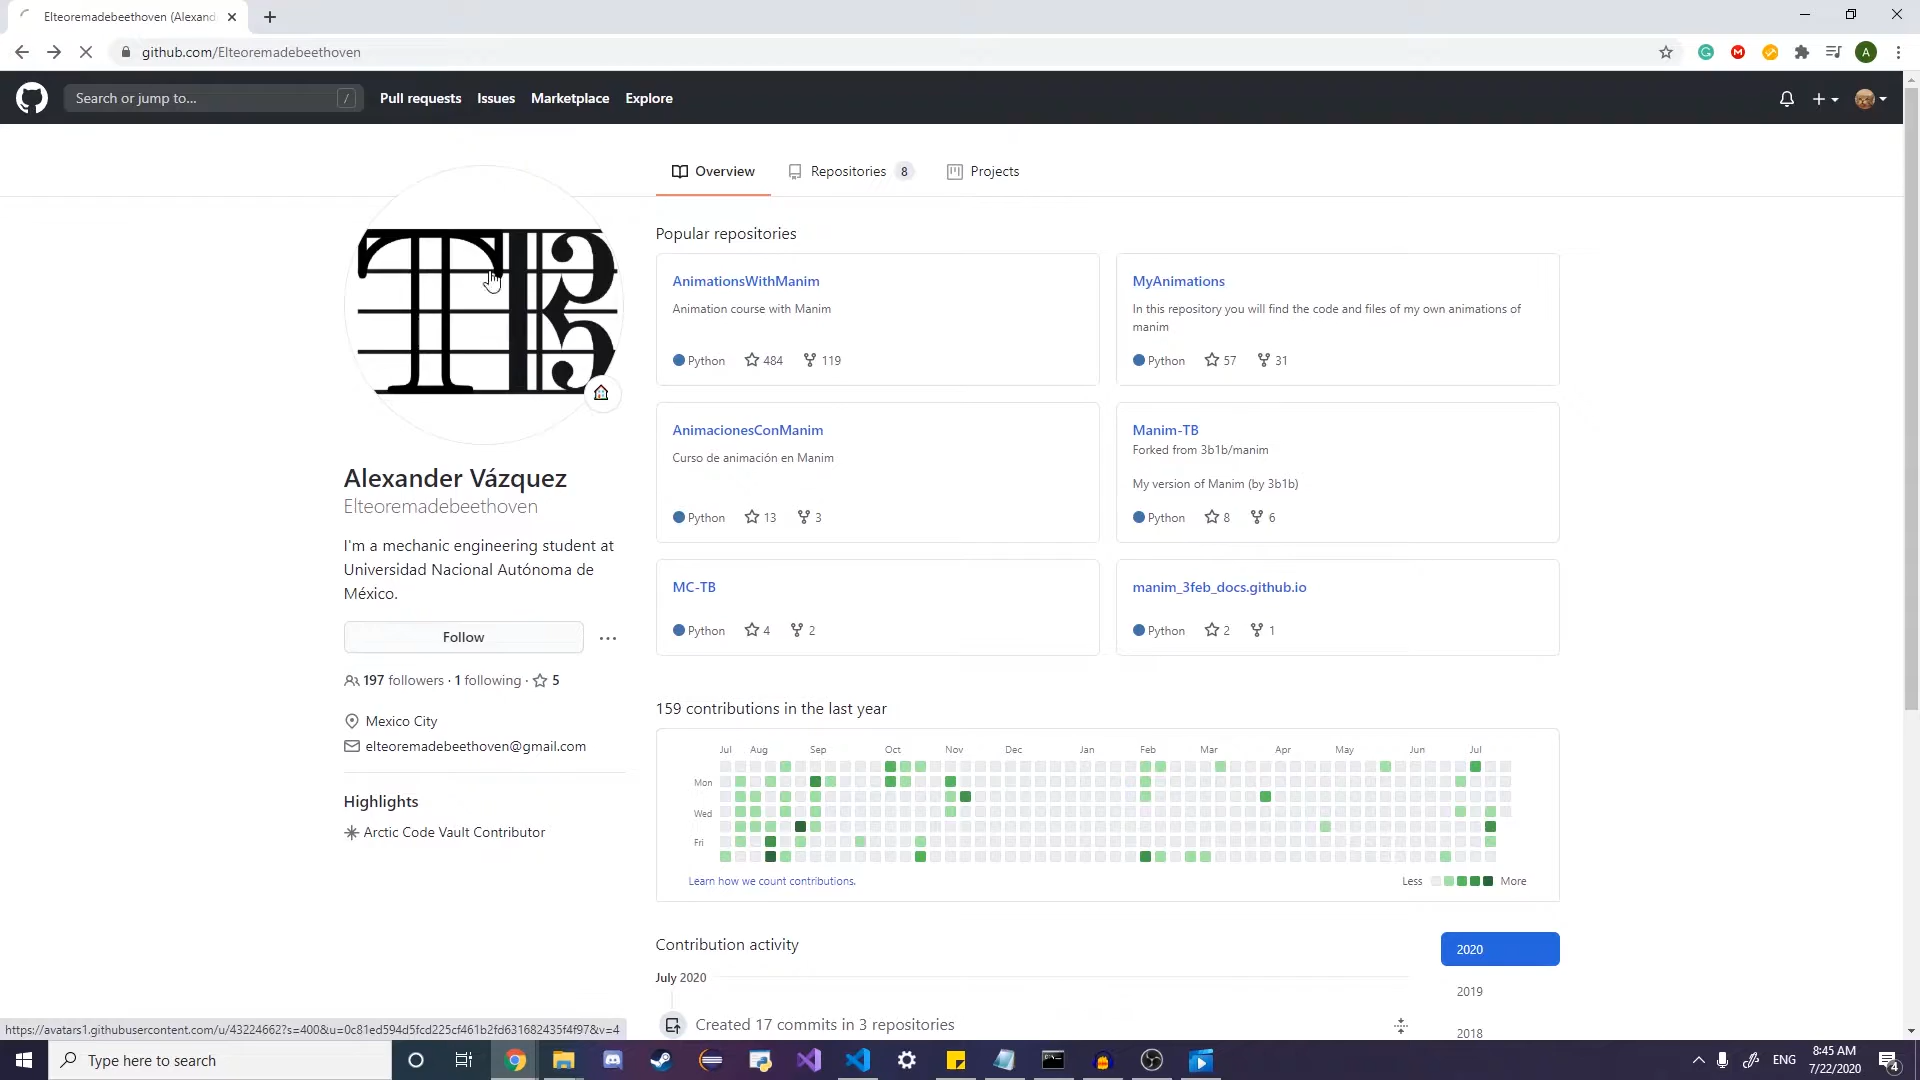 Elteoremadebeethoven (Alexand
github.com/Elteoremadebeethoven
Search or jump to...
/
Pull requests
Issues
Marketplace
Explore
Overview
Repositories 8
Projects
Popular repositories
AnimationsWithManim
Animation course with Manim
Python 484 119
MyAnimations
In this repository you will find the code and files of my own animations of
manim
Python 57 31
AnimacionesConManim
Curso de animación en Manim
Python 13 3
Manim-TB
Forked from 3b1b/manim
My version of Manim (by 3b1b)
Python 8 6
MC-TB
Python 4 2
manim_3feb_docs.github.io
Python 2 1
Alexander Vázquez
Elteoremadebeethoven
I'm a mechanic engineering student at
Universidad Nacional Autónoma de
México.
Follow
197 followers · 1 following · 5
Mexico City
elteoremadebeethoven@gmail.com
Highlights
Arctic Code Vault Contributor
159 contributions in the last year
Jul Aug Sep Oct Nov Dec Jan Feb Mar Apr May Jun Jul
Mon
Wed
Fri
Learn how we count contributions.
Less More
Contribution activity
2020
2019
2018
July 2020
Created 17 commits in 3 repositories
https://avatars1.githubusercontent.com/u/43224662?s=400&u=0c81ed594d5fcd225cf461b2fd631682435f4f97&v=4
Type here to search
ENG
8:45 AM
7/22/2020
4